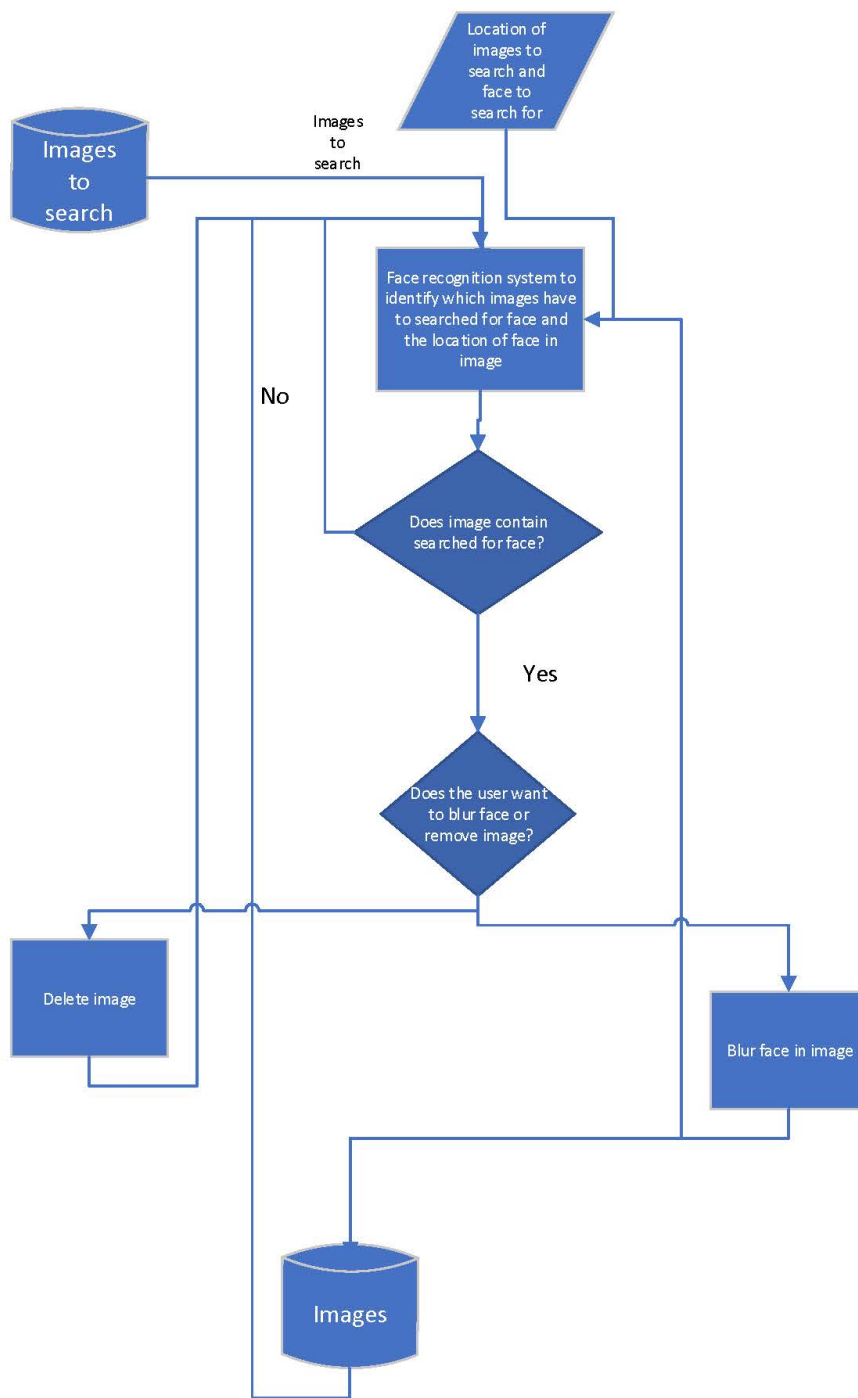 Location of
images to
search and
face to
search for
Images
to
search
Images
to
search
Face recognition system to
identify which images have
to searched for face and
the location of face in
image
No
Does image contain
searched for face?
Yes
Does the user want
to blur face or
remove image?
Delete image
Blur face in image
Images